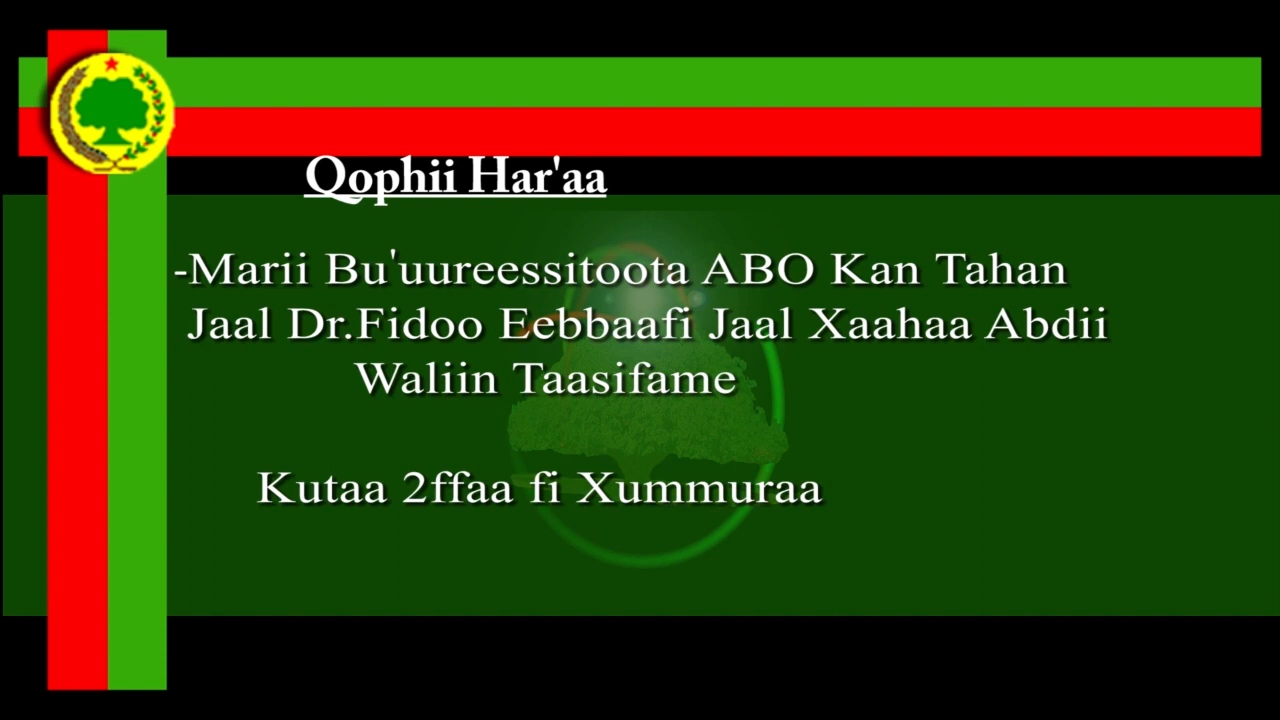 Qophii Har'aa
-Marii Bu'uureessitoota ABO Kan Tahan
Jaal Dr.Fidoo Eebbaafi Jaal Xaahaa Abdii
Waliin Taasifame
Kutaa 2ffaa fi Xummuraa